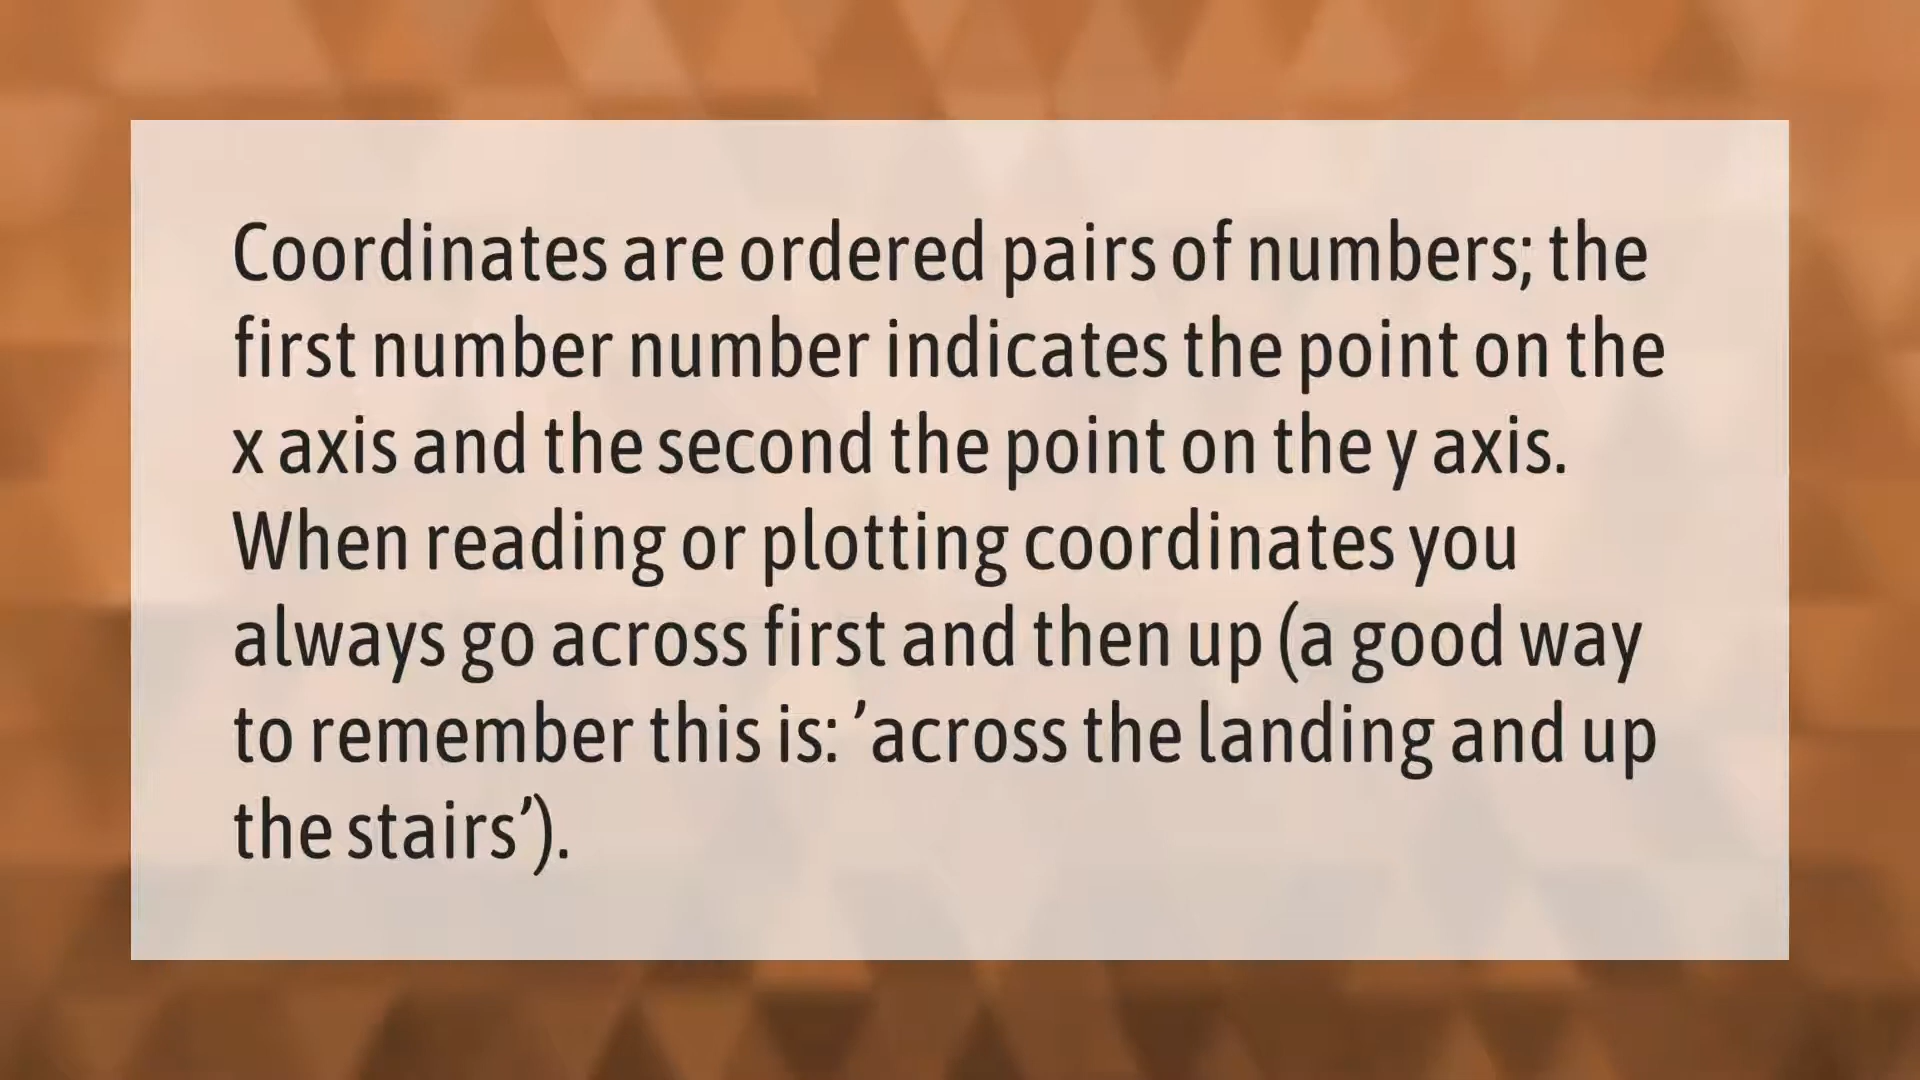 Coordinates are ordered pairs of numbers; the
first number number indicates the point on the
x axis and the second the point on the y axis.
When reading or plotting coordinates you
always go across first and then up (a good way
to remember this is: ’across the landing and up
the stairs’).